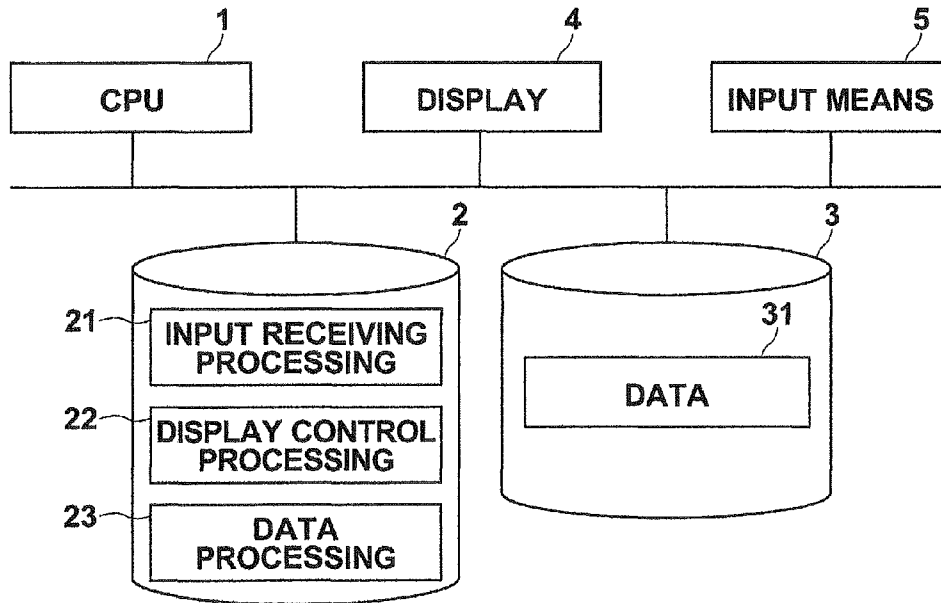 1
4
5
CPU
DISPLAY
INPUT MEANS
2
3
21
INPUT RECEIVING
PROCESSING
31
DATA
22
DISPLAY CONTROL
PROCESSING
23
DATA
PROCESSING